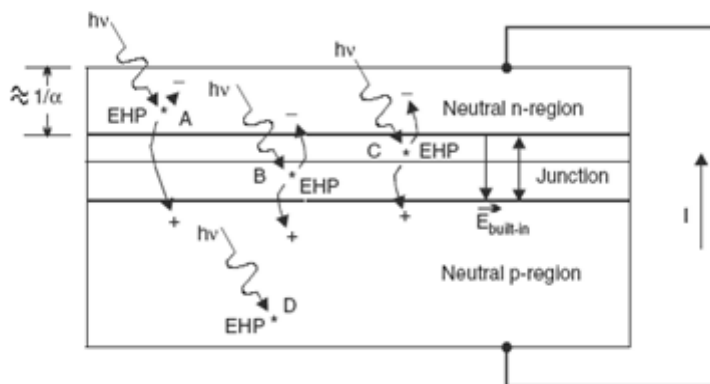 hν
hν
hν
≈ 1/α
EHP
A
−
−
−
Neutral n-region
C
EHP
B
EHP
Junction
+
+
+
E built-in
I
hν
Neutral p-region
D
EHP